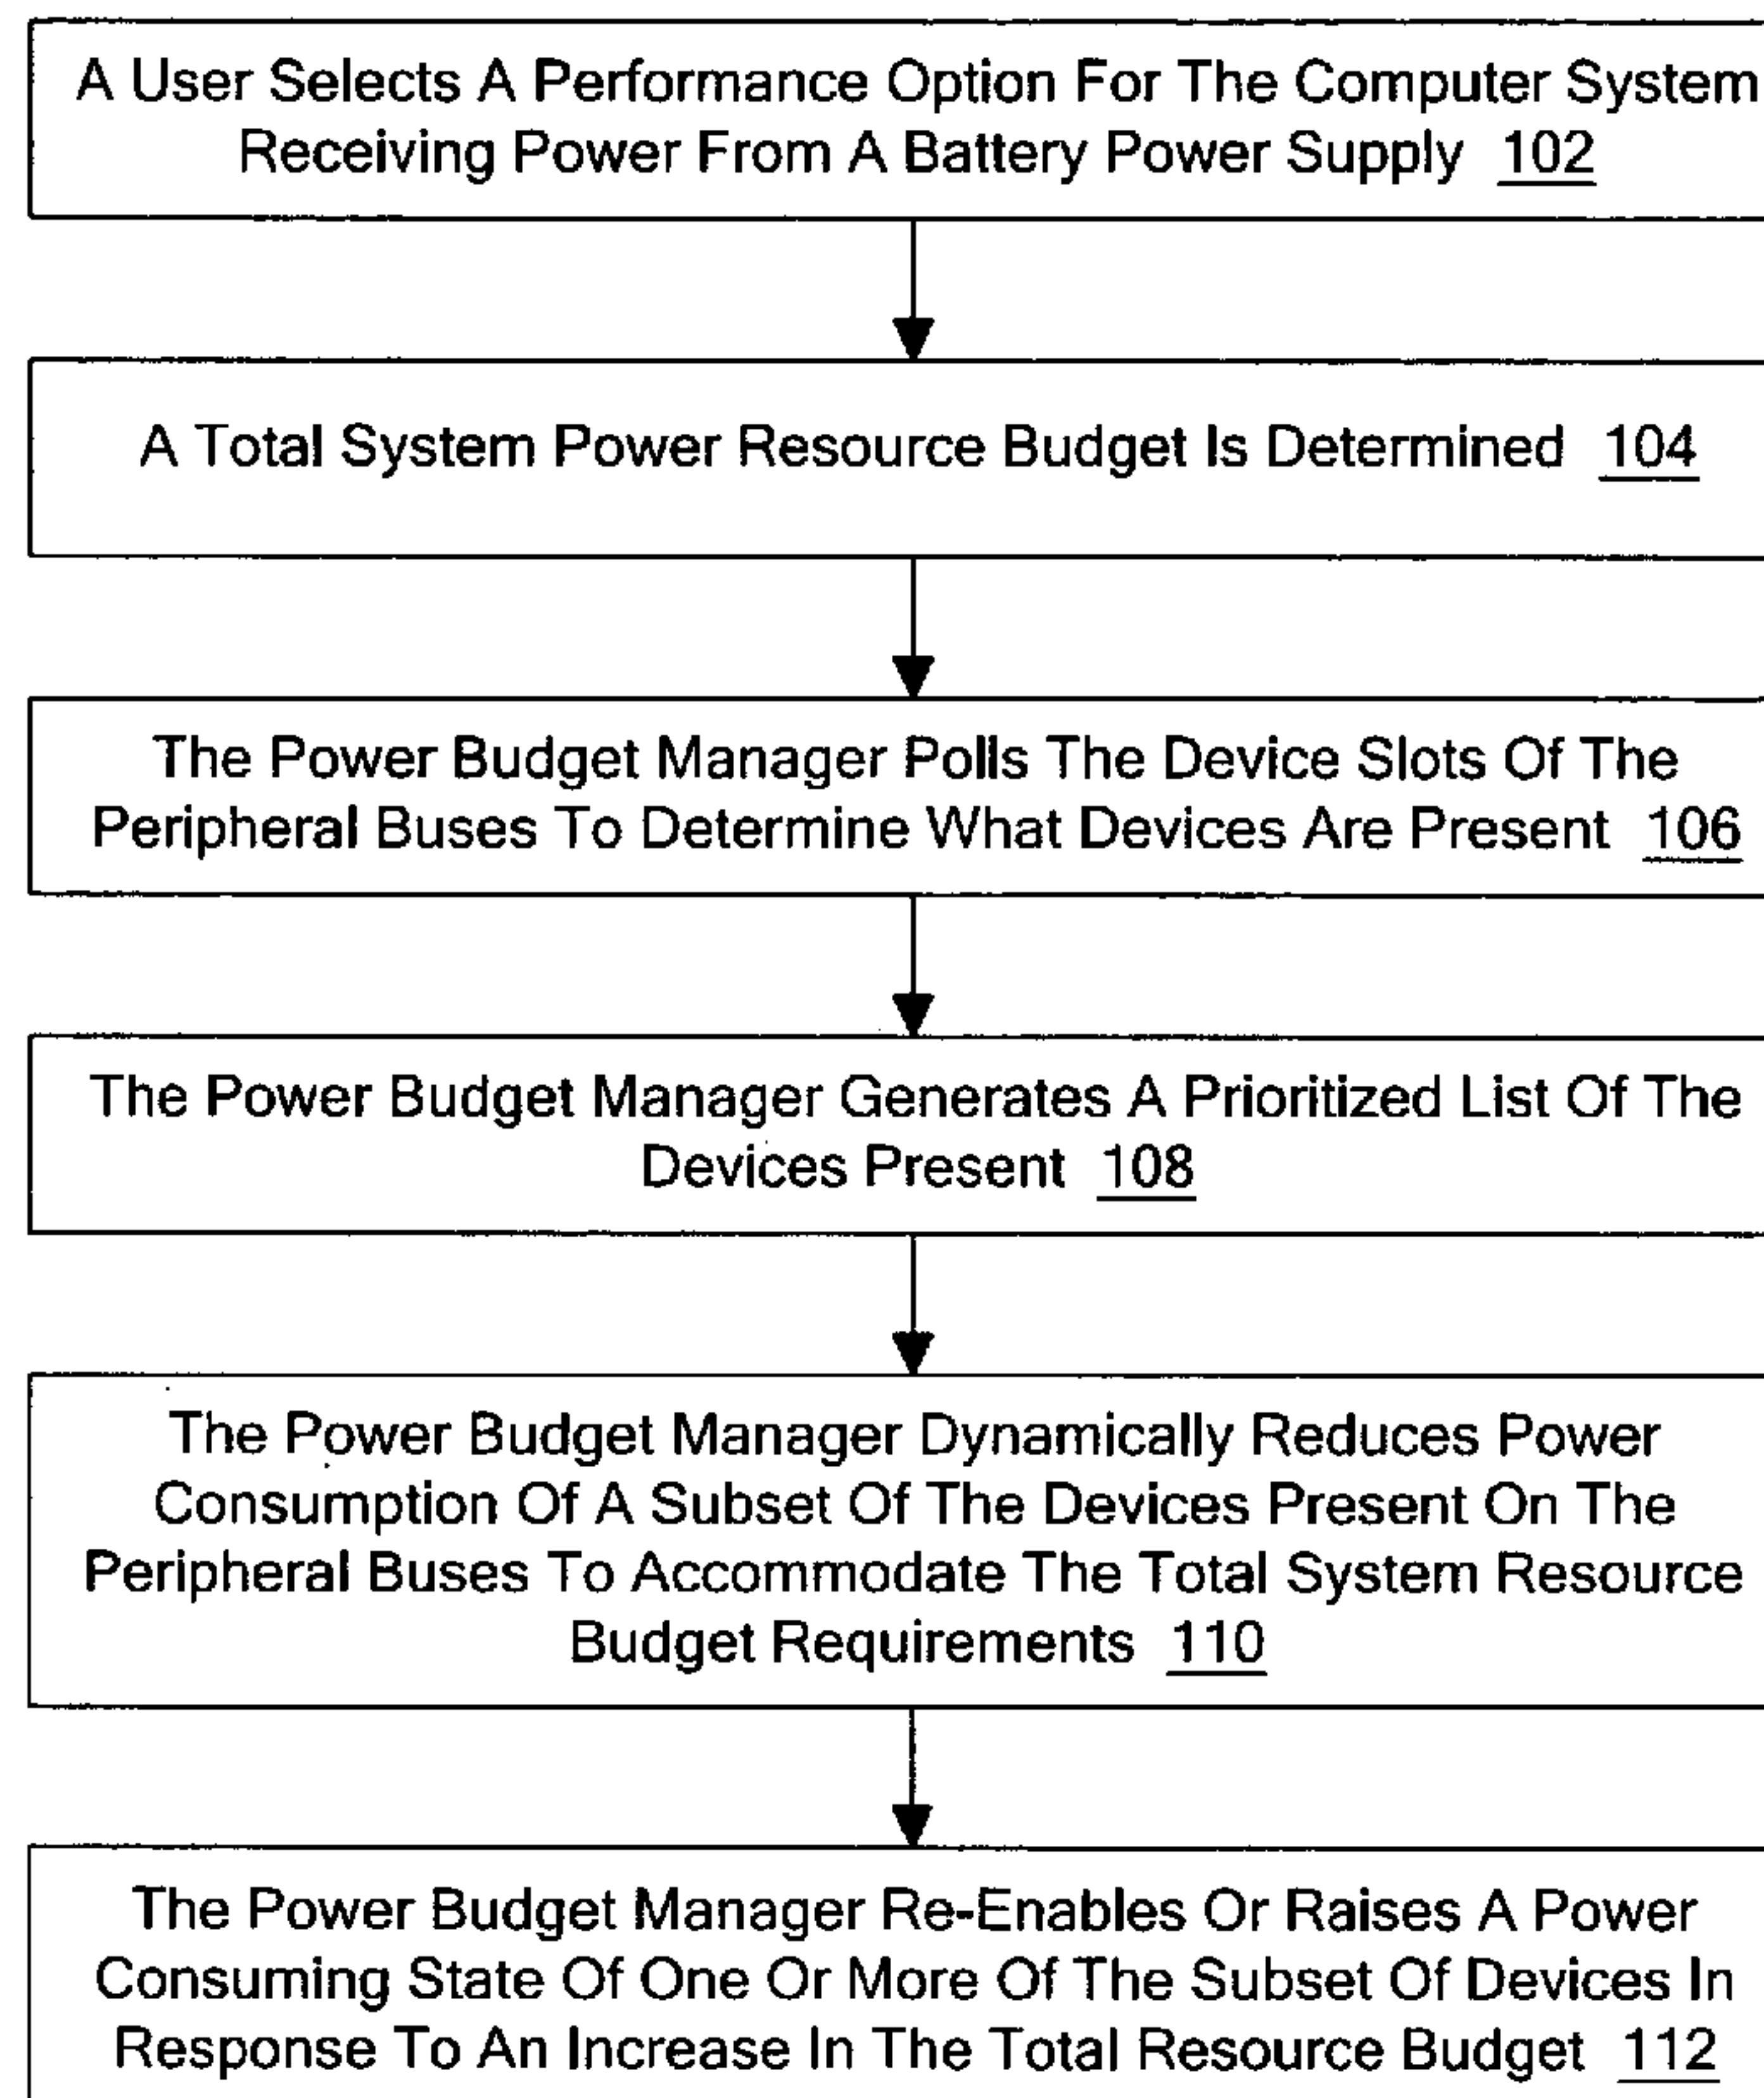 A User Selects A Performance Option For The Computer System
Receiving Power From A Battery Power Supply 102
A Total System Power Resource Budget Is Determined 104
The Power Budget Manager Polls The Device Slots Of The
Peripheral Buses To Determine What Devices Are Present 106
The Power Budget Manager Generates A Prioritized List Of The
Devices Present 108
The Power Budget Manager Dynamically Reduces Power
Consumption Of A Subset Of The Devices Present On The
Peripheral Buses To Accommodate The Total System Resource
Budget Requirements 110
The Power Budget Manager Re-Enables Or Raises A Power
Consuming State Of One Or More Of The Subset Of Devices In
Response To An Increase In The Total Resource Budget 112